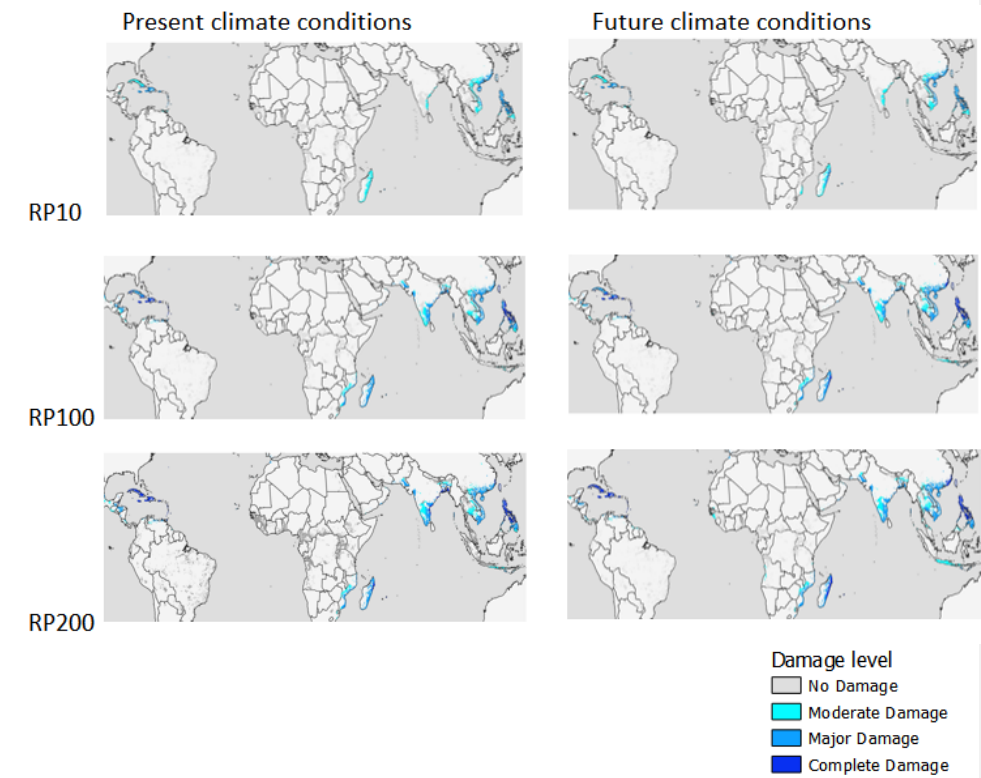 Present climate conditions
Future climate conditions
RP10
RP100
RP200
Damage level
No Damage
Moderate Damage
Major Damage
Complete Damage